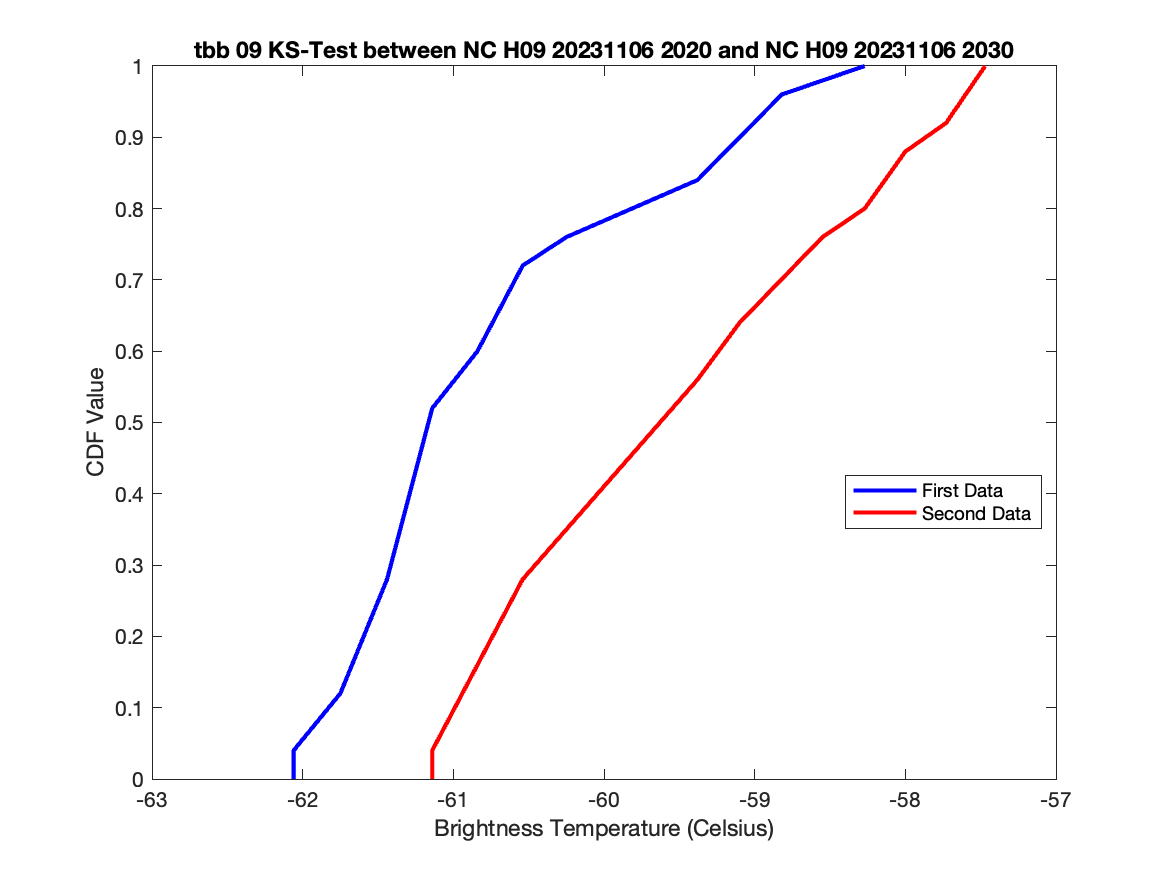 tbb 09 KS-Test between NC H09 20231106 2020 and NC H09 20231106 2030
1
0.9
0.8
0.7
0.6
0.5
0.4
0.3
0.2
0.1
0
CDF Value
First Data
Second Data
-63 -62 -61 -60 -59 -58 -57
Brightness Temperature (Celsius)